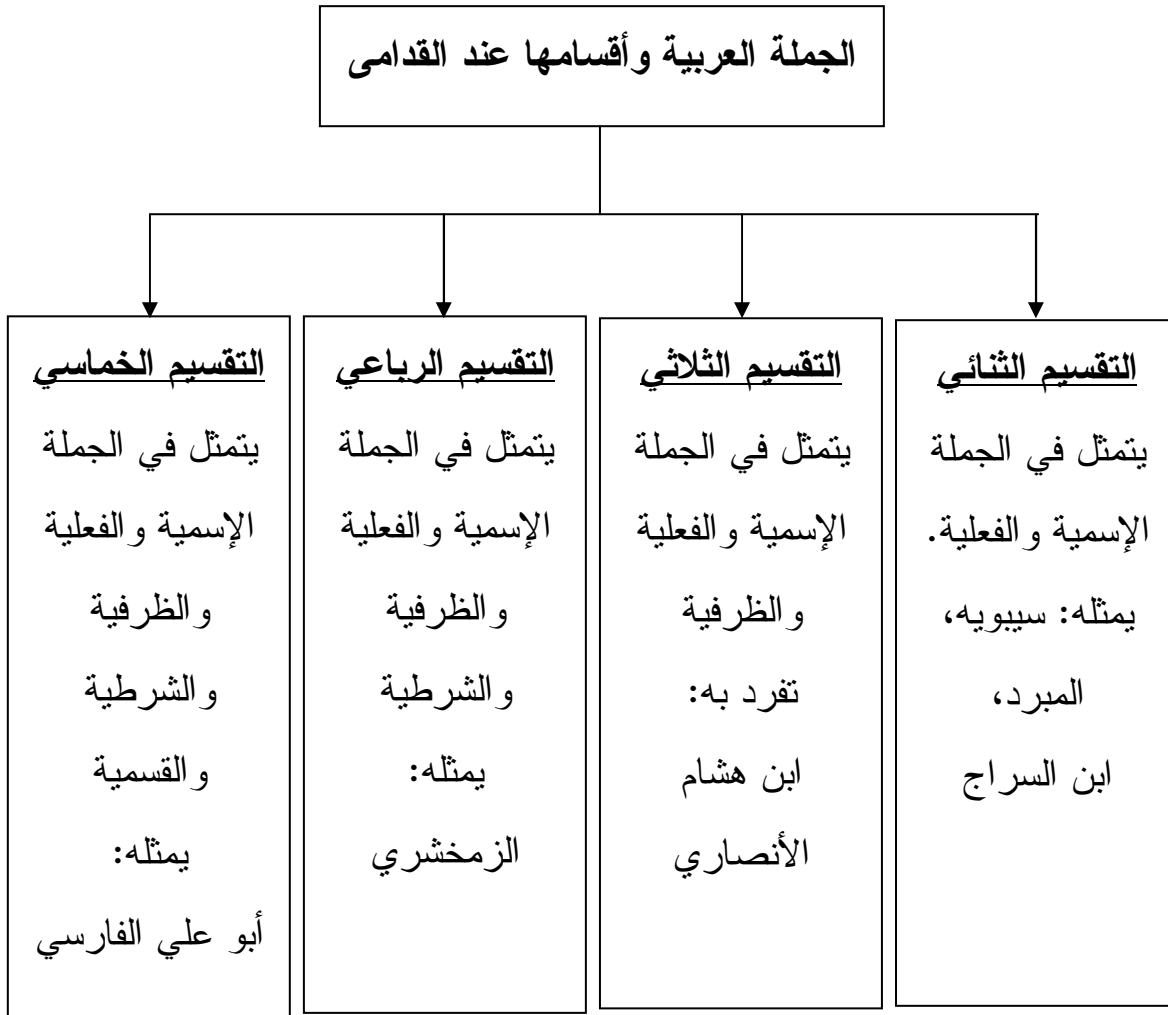 الجملة العربية وأقسامها عند القدامى
التقسيم الثنائي
يتمثل في الجملة
الإسمية والفعلية.
يمثله: سيبويه،
المبرد،
ابن السراج
التقسيم الثلاثي
يتمثل في الجملة
الإسمية والفعلية
والظرفية
تفرد به:
ابن هشام
الأنصاري
التقسيم الرباعي
يتمثل في الجملة
الإسمية والفعلية
والظرفية
والشرطية
يمثله:
الزمخشري
التقسيم الخماسي
يتمثل في الجملة
الإسمية والفعلية
والظرفية
والشرطية
والقسمية
يمثله:
أبو علي الفارسي